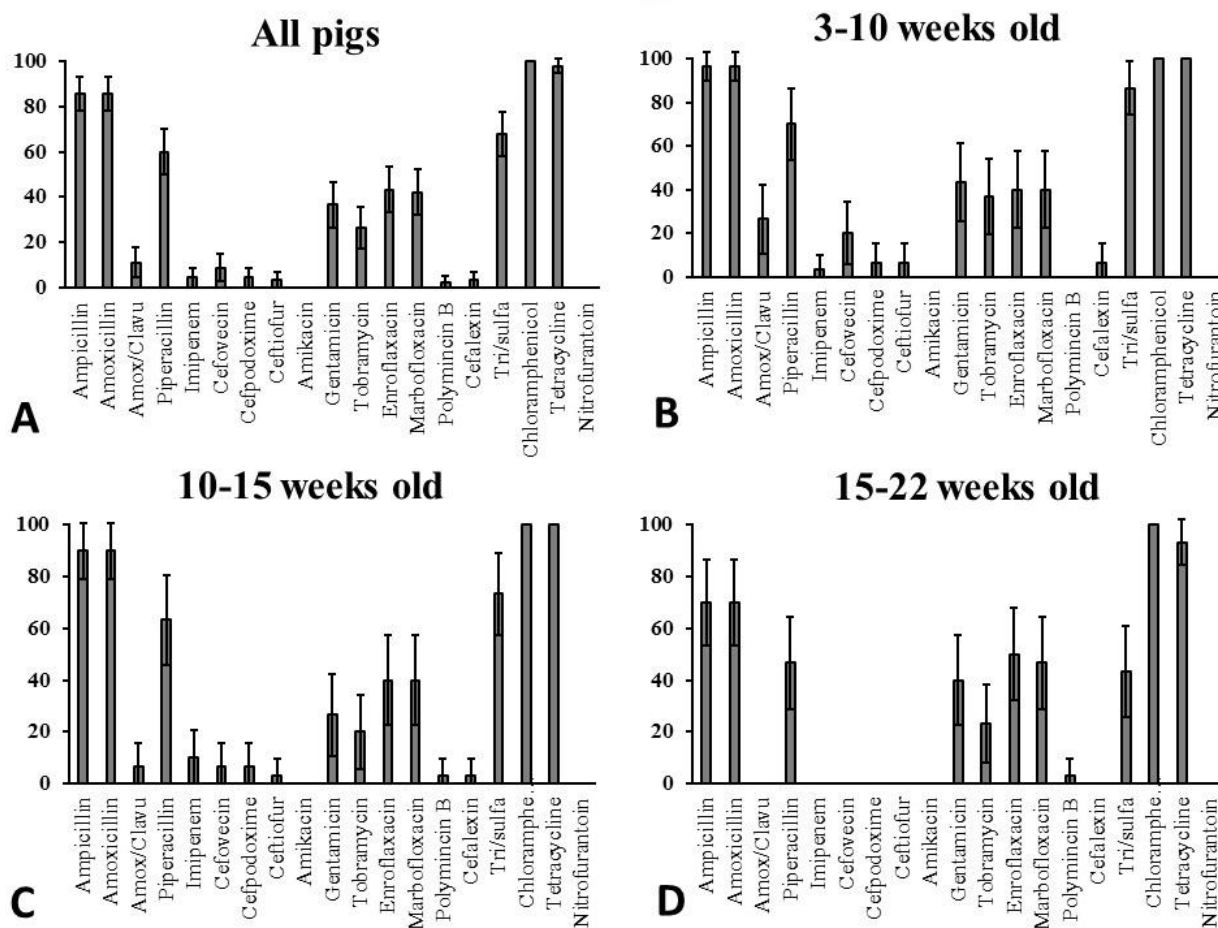 All pigs
100
80
60
40
20
0
Ampicillin
Amoxicillin
Amox/Clavu
Piperacillin
Imipenem
Cefovecin
Cefpodoxime
Ceftiofur
Amikacin
Gentamicin
Tobramycin
Enroflaxacin
Marbofloxacin
Polymincin B
Cefalexin
Tri/sulfa
Chloramphenicol
Tetracycline
Nitrofurantoin
A
3-10 weeks old
100
80
60
40
20
0
Ampicillin
Amoxicillin
Amox/Clavu
Piperacillin
Imipenem
Cefovecin
Cefpodoxime
Ceftiofur
Amikacin
Gentamicin
Tobramycin
Enroflaxacin
Marbofloxacin
Polymincin B
Cefalexin
Tri/sulfa
Chloramphenicol
Tetracycline
Nitrofurantoin
B
10-15 weeks old
100
80
60
40
20
0
Ampicillin
Amoxicillin
Amox/Clavu
Piperacillin
Imipenem
Cefovecin
Cefpodoxime
Ceftiofur
Amikacin
Gentamicin
Tobramycin
Enroflaxacin
Marbofloxacin
Polymincin B
Cefalexin
Tri/sulfa
Chloramphe...
Tetracycline
Nitrofurantoin
C
15-22 weeks old
100
80
60
40
20
0
Ampicillin
Amoxicillin
Amox/Clavu
Piperacillin
Imipenem
Cefovecin
Cefpodoxime
Ceftiofur
Amikacin
Gentamicin
Tobramycin
Enroflaxacin
Marbofloxacin
Polymincin B
Cefalexin
Tri/sulfa
Chloramphe...
Tetracycline
Nitrofurantoin
D